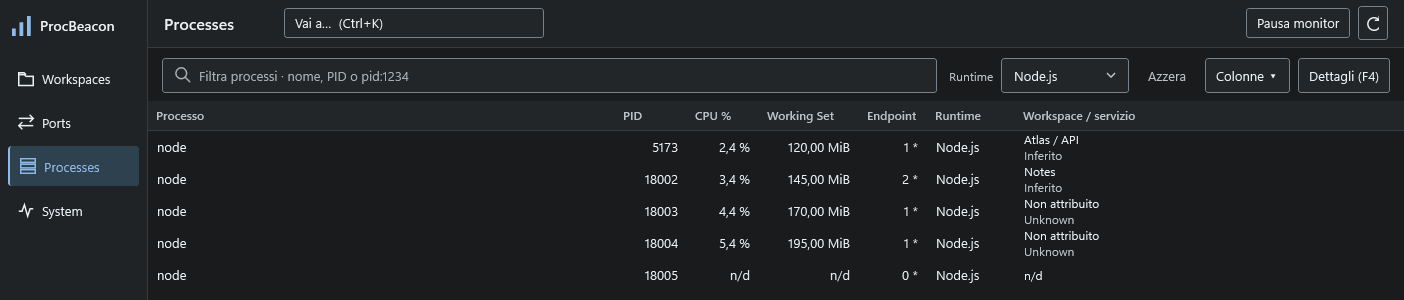 ProcBeacon
Processes
Vai a... (Ctrl+K)
Pausa monitor
Workspaces
Ports
Processes
System
Filtra processi · nome, PID o pid:1234
Runtime
Node.js
Azzera
Colonne
Dettagli (F4)
Processo PID CPU % Working Set Endpoint Runtime Workspace / servizio
node 5173 2,4 % 120,00 MiB 1 * Node.js Atlas / API
Inferito
node 18002 3,4 % 145,00 MiB 2 * Node.js Notes
Inferito
node 18003 4,4 % 170,00 MiB 1 * Node.js Non attribuito
Unknown
node 18004 5,4 % 195,00 MiB 1 * Node.js Non attribuito
Unknown
node 18005 n/d n/d 0 * Node.js n/d